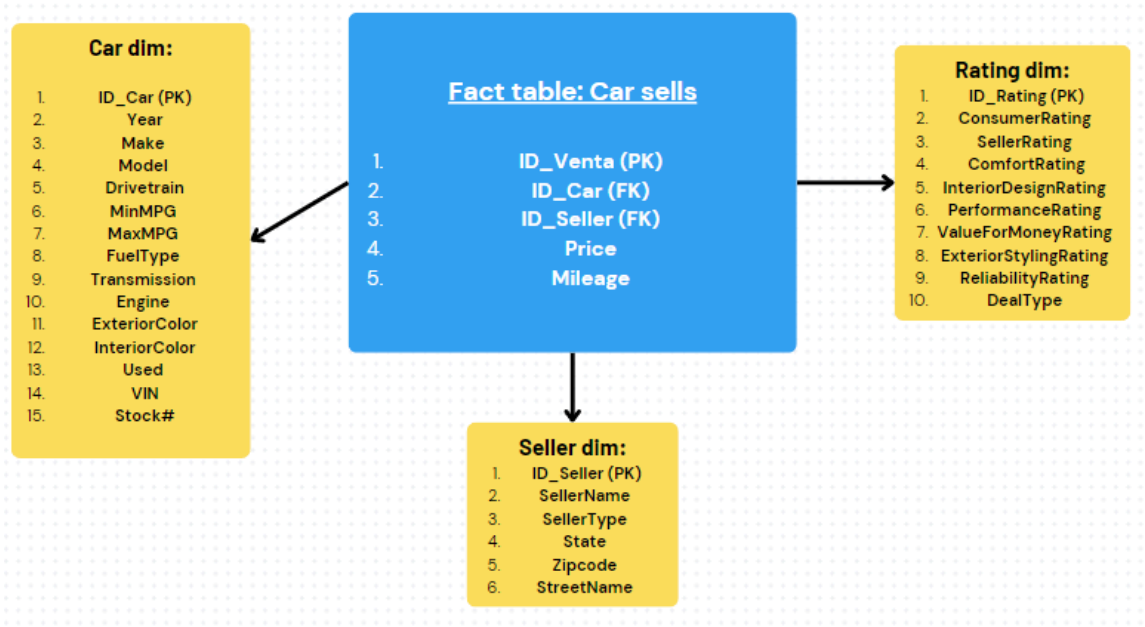 Car dim:
1. ID_Car (PK)
2. Year
3. Make
4. Model
5. Drivetrain
6. MinMPG
7. MaxMPG
8. FuelType
9. Transmission
10. Engine
11. ExteriorColor
12. InteriorColor
13. Used
14. VIN
15. Stock#
Fact table: Car sells
1. ID_Venta (PK)
2. ID_Car (FK)
3. ID_Seller (FK)
4. Price
5. Mileage
Rating dim:
1. ID_Rating (PK)
2. ConsumerRating
3. SellerRating
4. ComfortRating
5. InteriorDesignRating
6. PerformanceRating
7. ValueForMoneyRating
8. ExteriorStylingRating
9. ReliabilityRating
10. DealType
Seller dim:
1. ID_Seller (PK)
2. SellerName
3. SellerType
4. State
5. Zipcode
6. StreetName